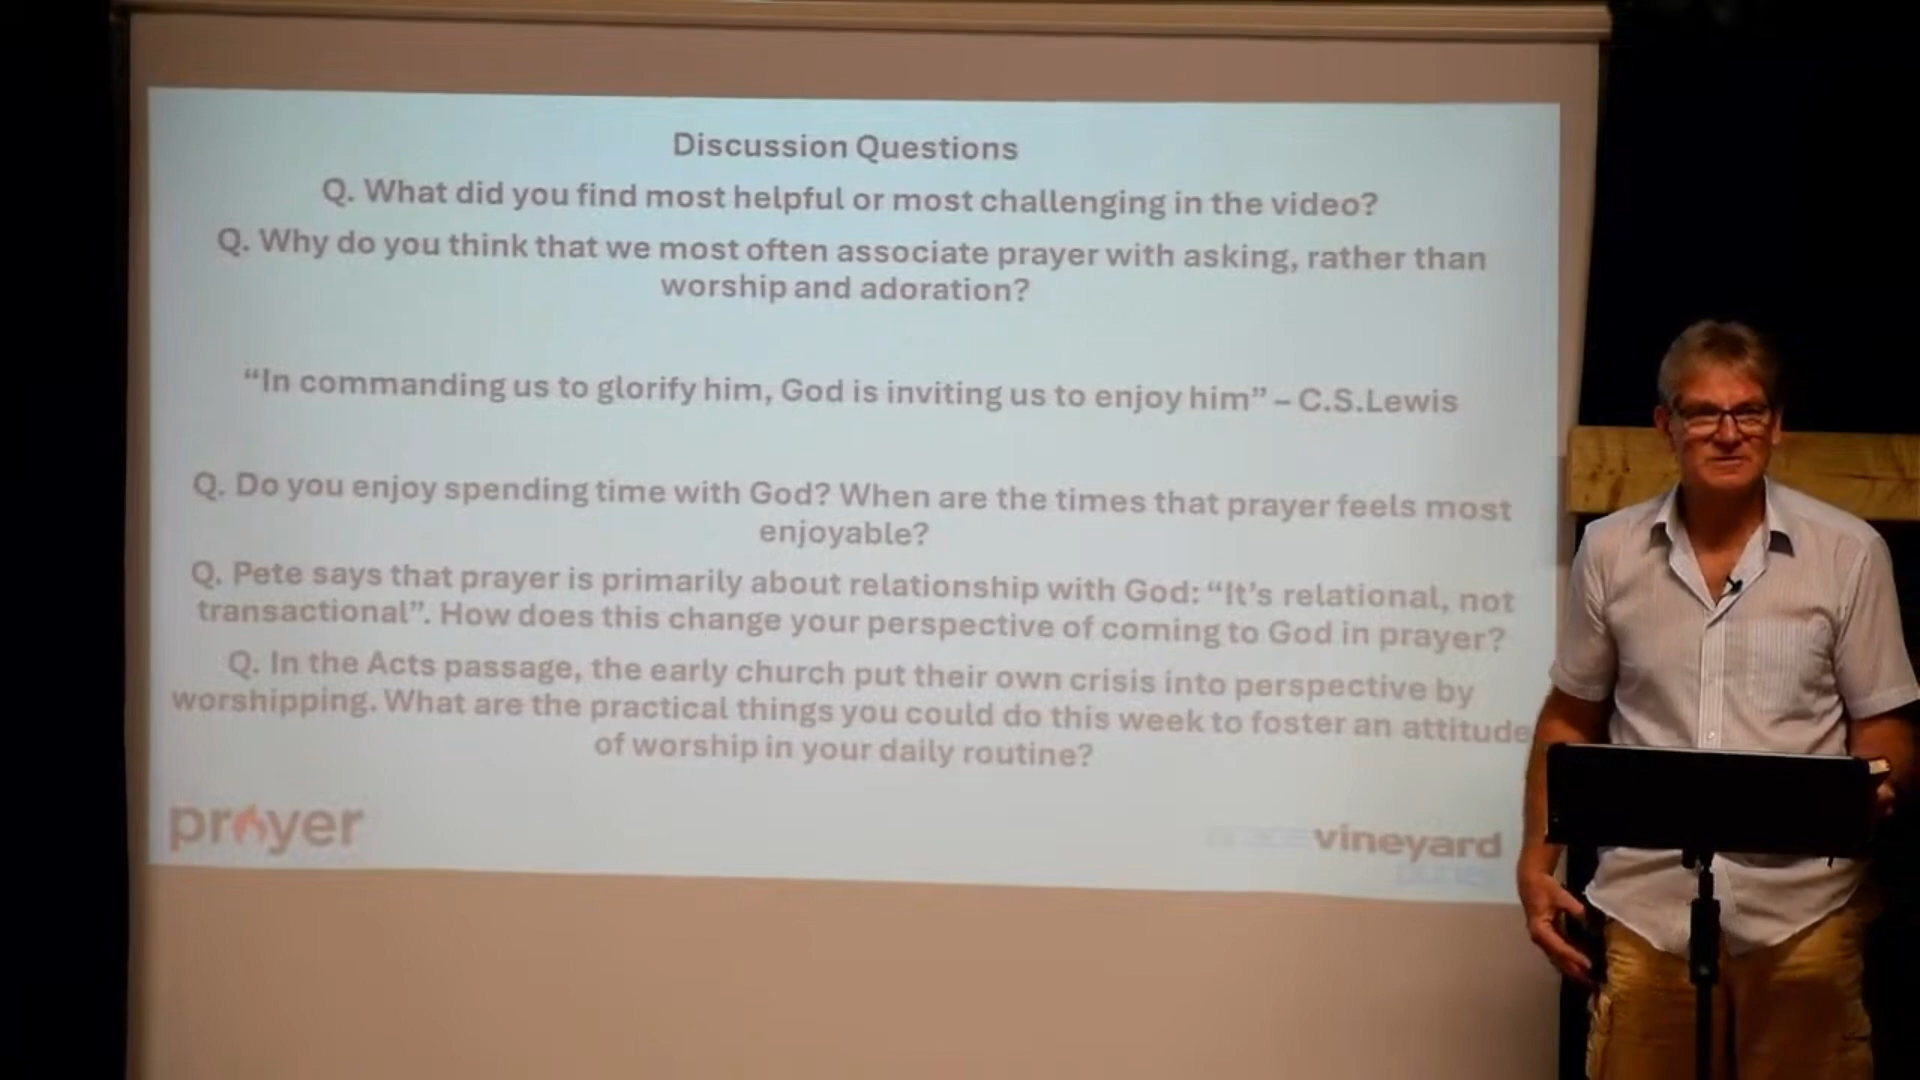 Discussion Questions
Q. What did you find most helpful or most challenging in the video?
Q. Why do you think that we most often associate prayer with asking, rather than
worship and adoration?
“In commanding us to glorify him, God is inviting us to enjoy him” – C.S.Lewis
Q. Do you enjoy spending time with God? When are the times that prayer feels most
enjoyable?
Q. Pete says that prayer is primarily about relationship with God: “It’s relational, not
transactional”. How does this change your perspective of coming to God in prayer?
Q. In the Acts passage, the early church put their own crisis into perspective by
worshipping. What are the practical things you could do this week to foster an attitude
of worship in your daily routine?
prayer
vineyard